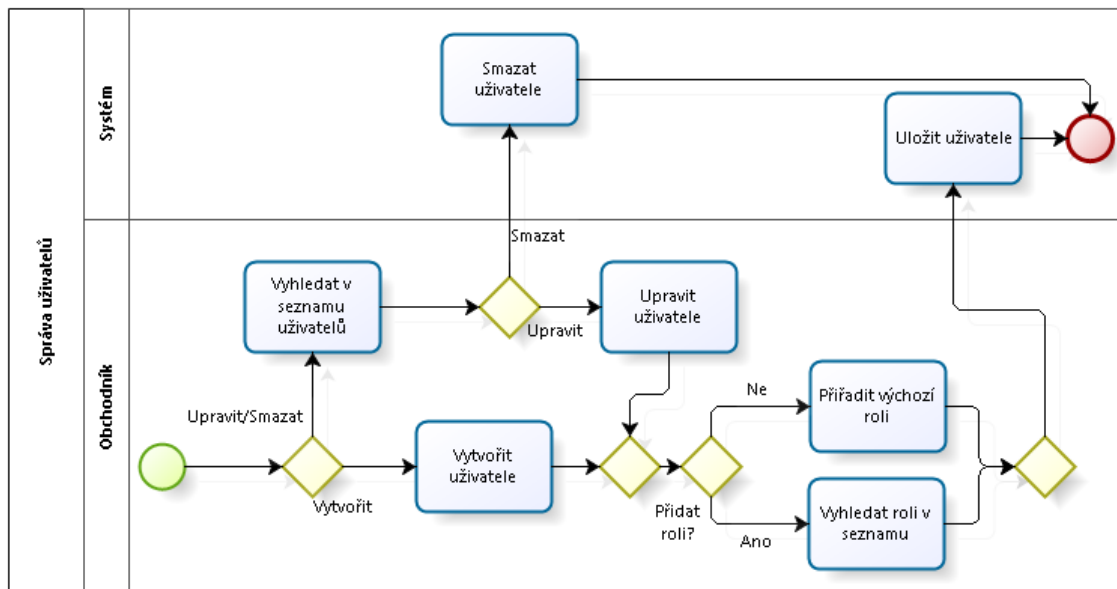 Správa uživatelů
Systém
Smazat
uživatele
Uložit uživatele
Obchodník
Smazat
Vyhledat v
seznamu
uživatelů
Upravit
Upravit
uživatele
Upravit/Smazat
Vytvořit
Vytvořit
uživatele
Přidat
roli?
Ne
Přiřadit výchozí
roli
Ano
Vyhledat roli v
seznamu